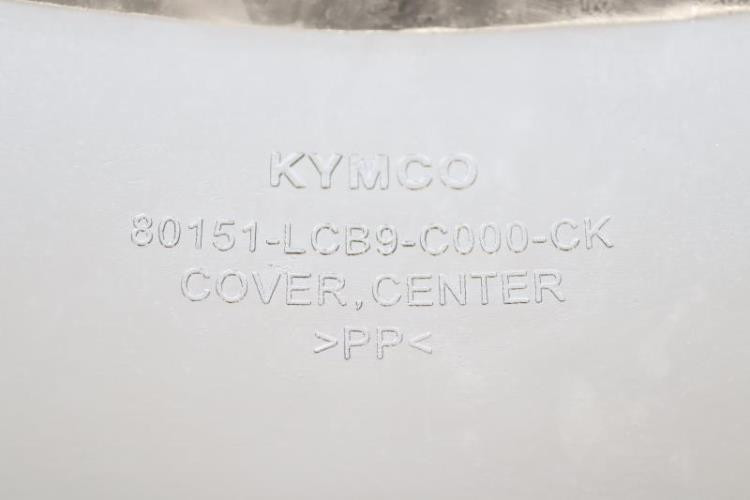 KYMCO
80151-LCB9-C000-CK
COVER, CENTER
>PP<